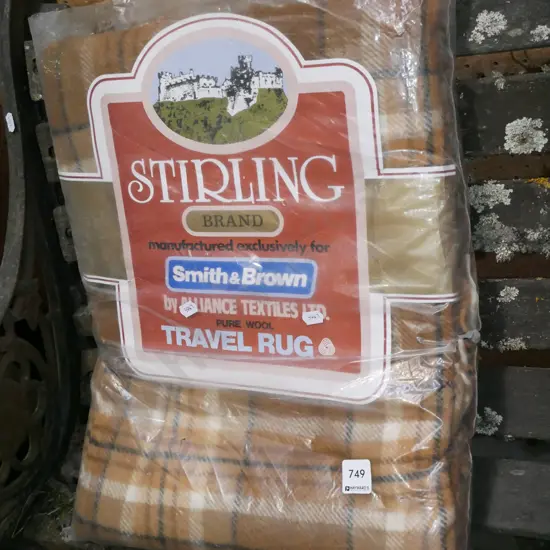 STIRLING
BRAND
manufactured exclusively for
Smith&Brown
by ALLIANCE TEXTILES LTD.
PURE WOOL
TRAVEL RUG
749